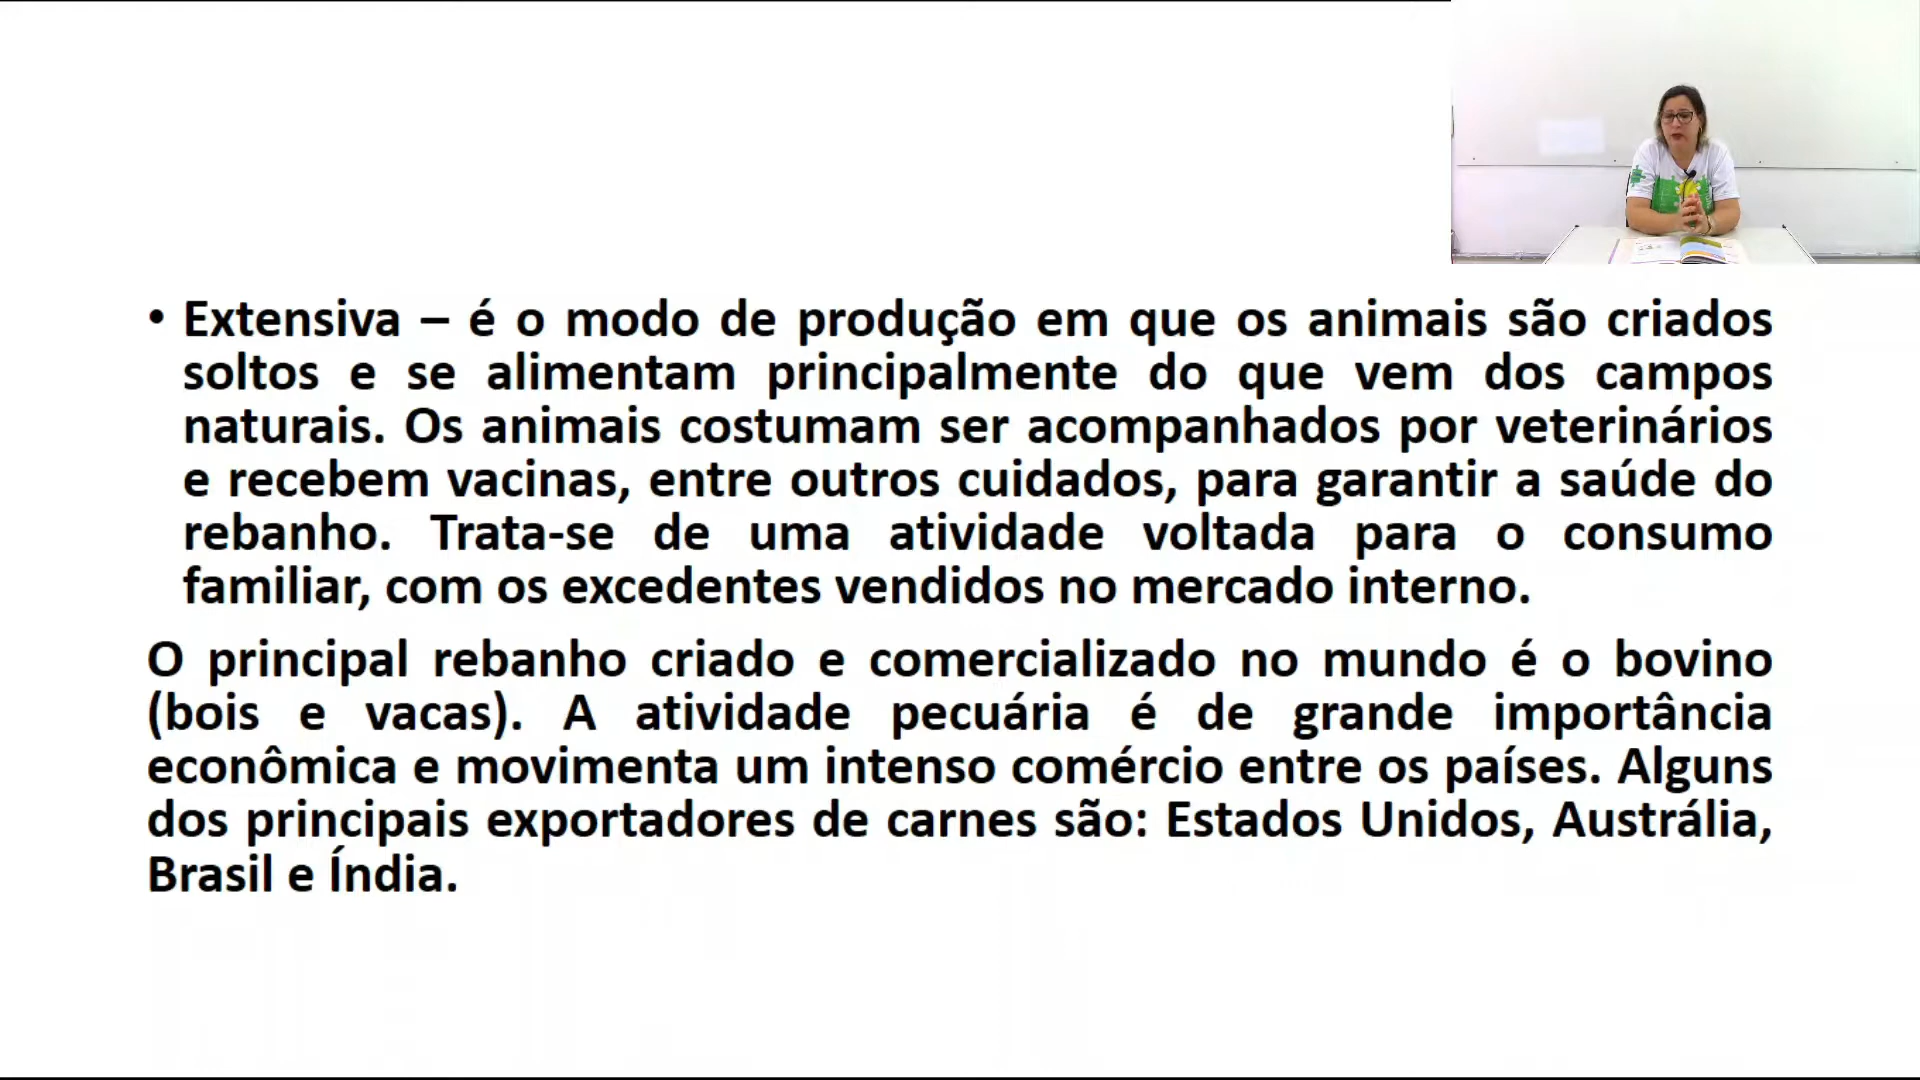 • Extensiva – é o modo de produção em que os animais são criados
soltos e se alimentam principalmente do que vem dos campos
naturais. Os animais costumam ser acompanhados por veterinários
e recebem vacinas, entre outros cuidados, para garantir a saúde do
rebanho. Trata-se de uma atividade voltada para o consumo
familiar, com os excedentes vendidos no mercado interno.
O principal rebanho criado e comercializado no mundo é o bovino
(bois e vacas). A atividade pecuária é de grande importância
econômica e movimenta um intenso comércio entre os países. Alguns
dos principais exportadores de carnes são: Estados Unidos, Austrália,
Brasil e Índia.